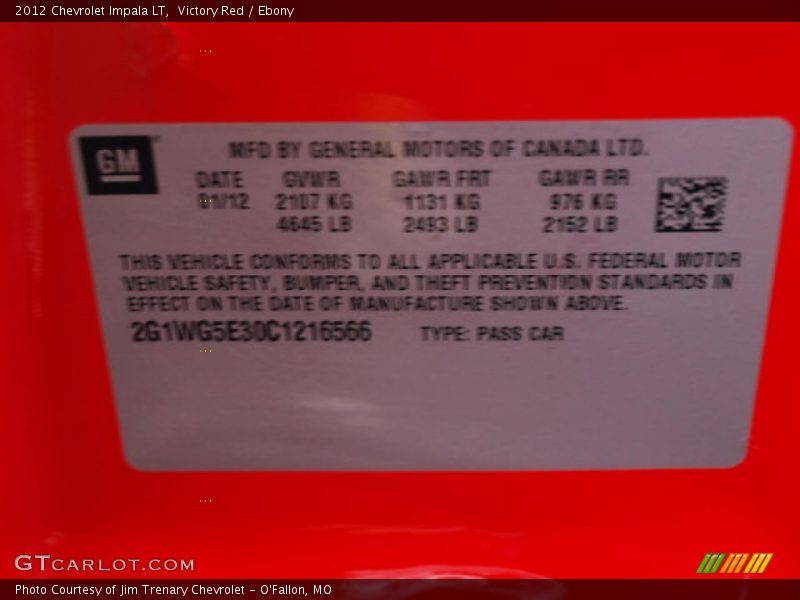 2012 Chevrolet Impala LT,  Victory Red / Ebony
GM
MFD BY GENERAL MOTORS OF CANADA LTD.
DATE GVWR GAWR FRT GAWR RR
01/12 2107 KG 1131 KG 976 KG
4645 LB 2493 LB 2152 LB
THIS VEHICLE CONFORMS TO ALL APPLICABLE U.S. FEDERAL MOTOR
VEHICLE SAFETY, BUMPER, AND THEFT PREVENTION STANDARDS IN
EFFECT ON THE DATE OF MANUFACTURE SHOWN ABOVE.
2G1WG5E30C1216566 TYPE: PASS CAR
GTCARLOT.COM
Photo Courtesy of Jim Trenary Chevrolet - O'Fallon, MO